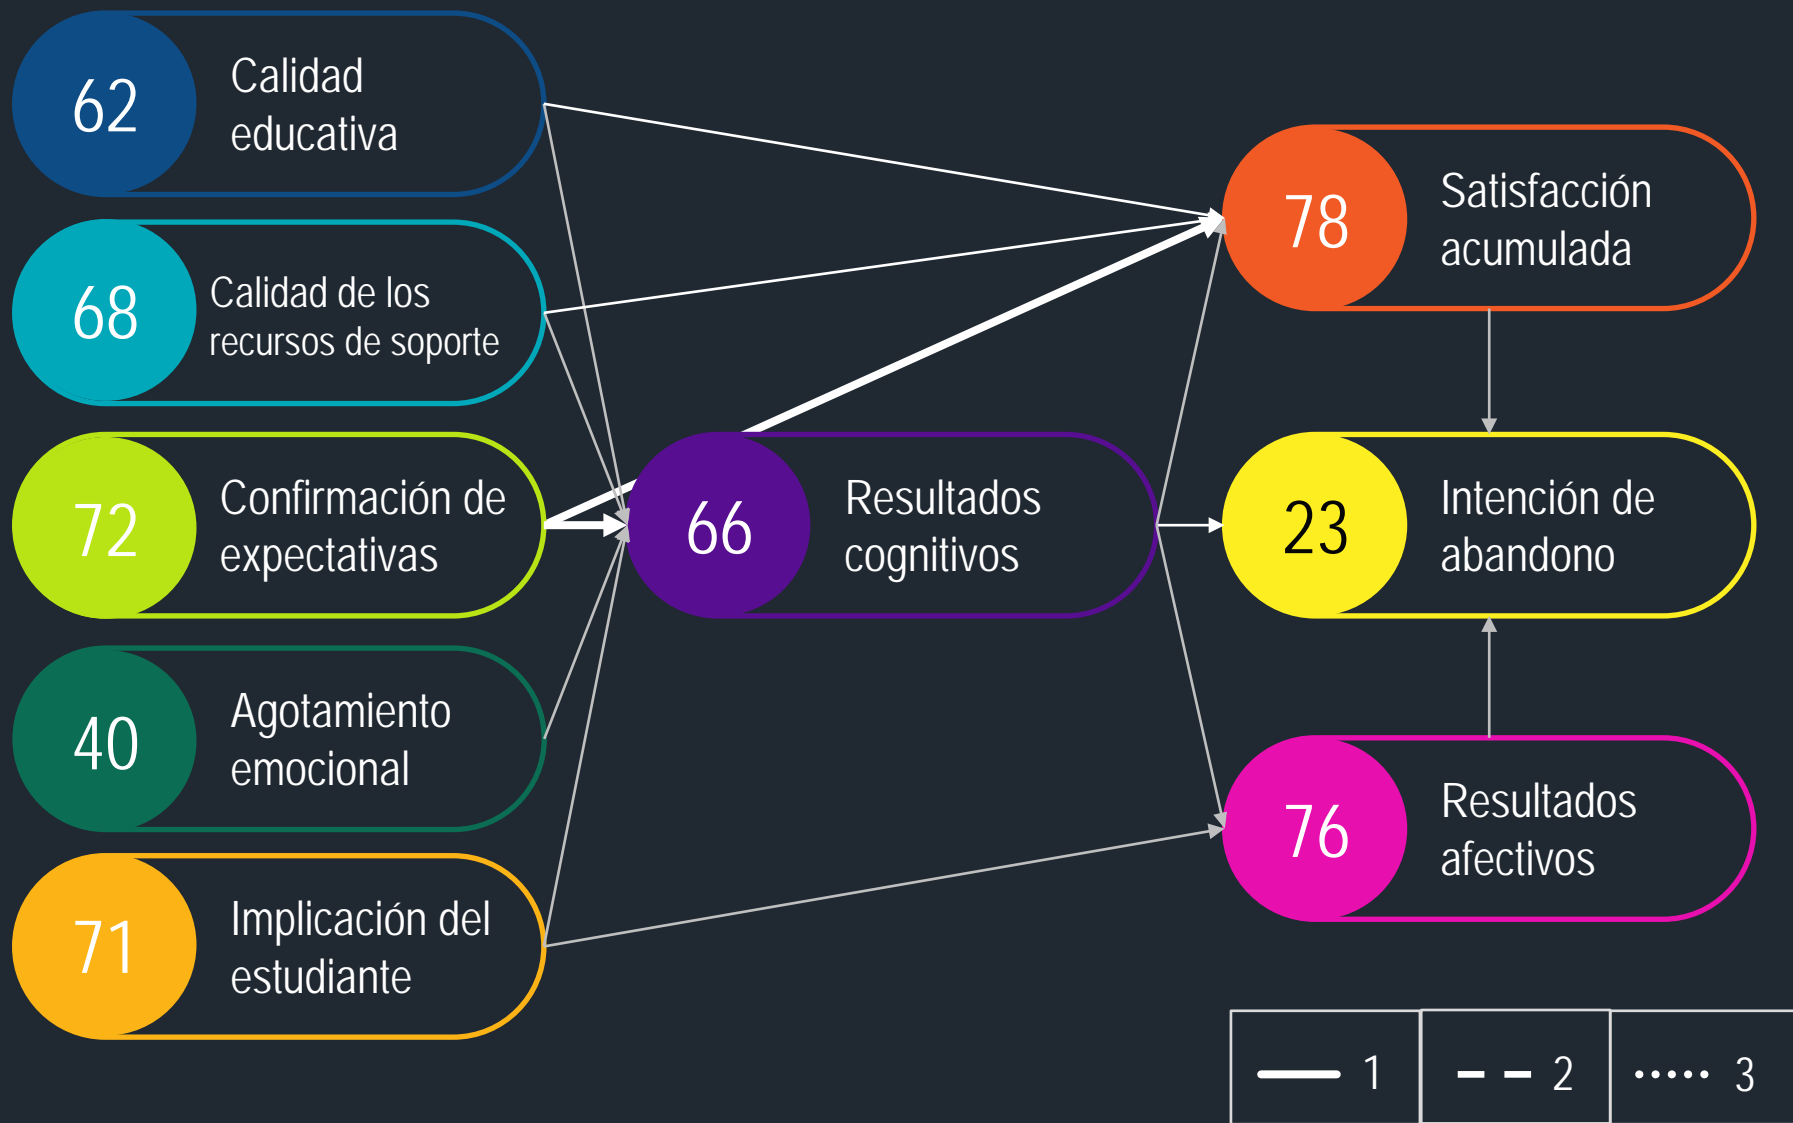 62
Calidad
educativa
68
Calidad de los
recursos de soporte
72
Confirmación de
expectativas
40
Agotamiento
emocional
71
Implicación del
estudiante
66
Resultados
cognitivos
78
Satisfacción
acumulada
23
Intención de
abandono
76
Resultados
afectivos
1
2
3